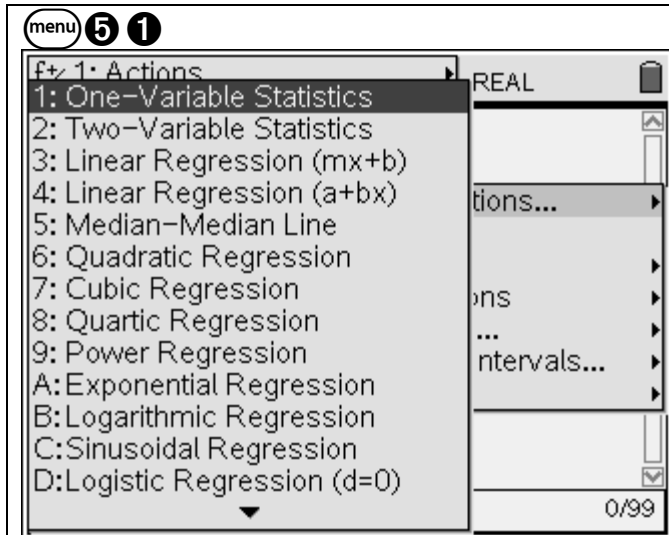 menu 5 1
1: Actions
REAL
1: One-Variable Statistics
2: Two-Variable Statistics
3: Linear Regression (mx+b)
4: Linear Regression (a+bx)
tions...
5: Median-Median Line
6: Quadratic Regression
7: Cubic Regression
ons
8: Quartic Regression
...
9: Power Regression
ntervals...
A:Exponential Regression
B:Logarithmic Regression
C:Sinusoidal Regression
D:Logistic Regression (d=0)
0/99